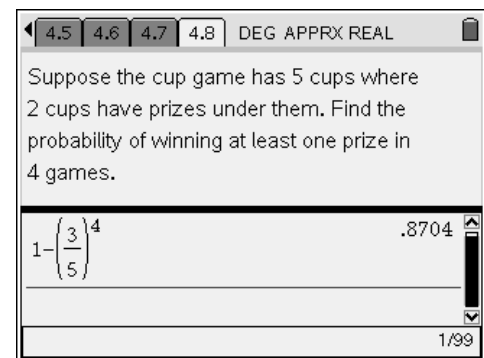 4.5 4.6 4.7 4.8 DEG APPRX REAL
Suppose the cup game has 5 cups where
2 cups have prizes under them. Find the
probability of winning at least one prize in
4 games.
1-(3/5)^4 .8704
1/99